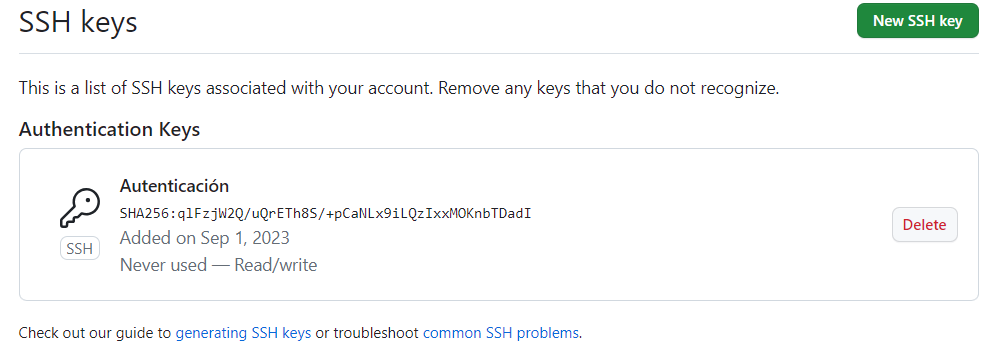 SSH keys
New SSH key
This is a list of SSH keys associated with your account. Remove any keys that you do not recognize.
Authentication Keys
Autenticación
SHA256:qlFzjW2Q/uQrETh8S/+pCaNLx9iLQzIxxMOKnbTDadI
Added on Sep 1, 2023
Never used — Read/write
SSH
Delete
Check out our guide to generating SSH keys or troubleshoot common SSH problems.